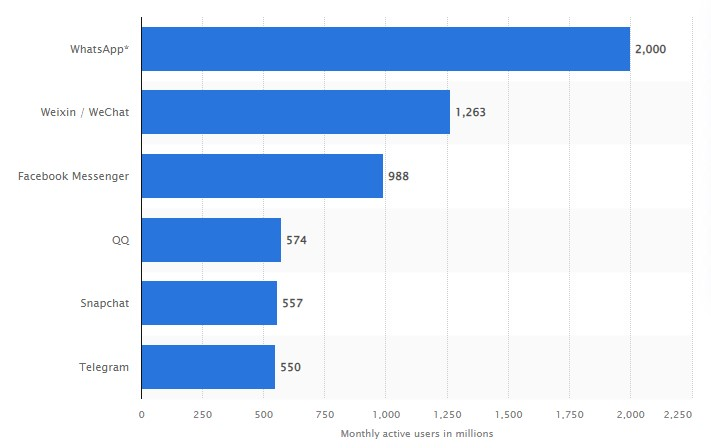 WhatsApp* 2,000
Weixin / WeChat 1,263
Facebook Messenger 988
QQ 574
Snapchat 557
Telegram 550
0 250 500 750 1,000 1,250 1,500 1,750 2,000 2,250
Monthly active users in millions